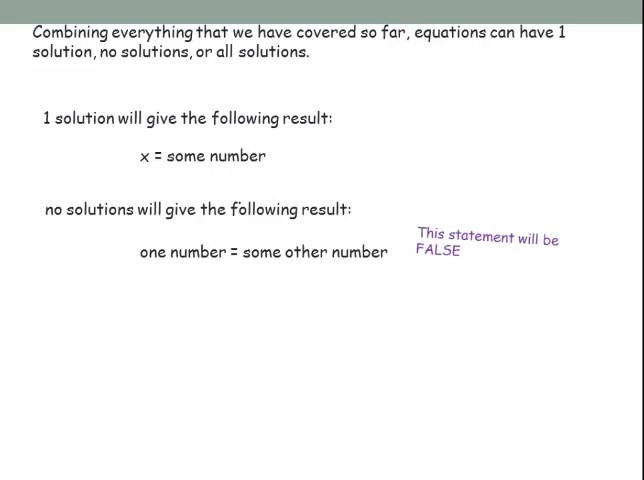 Combining everything that we have covered so far, equations can have 1
solution, no solutions, or all solutions.
1 solution will give the following result:
x = some number
no solutions will give the following result:
one number = some other number
This statement will be
FALSE